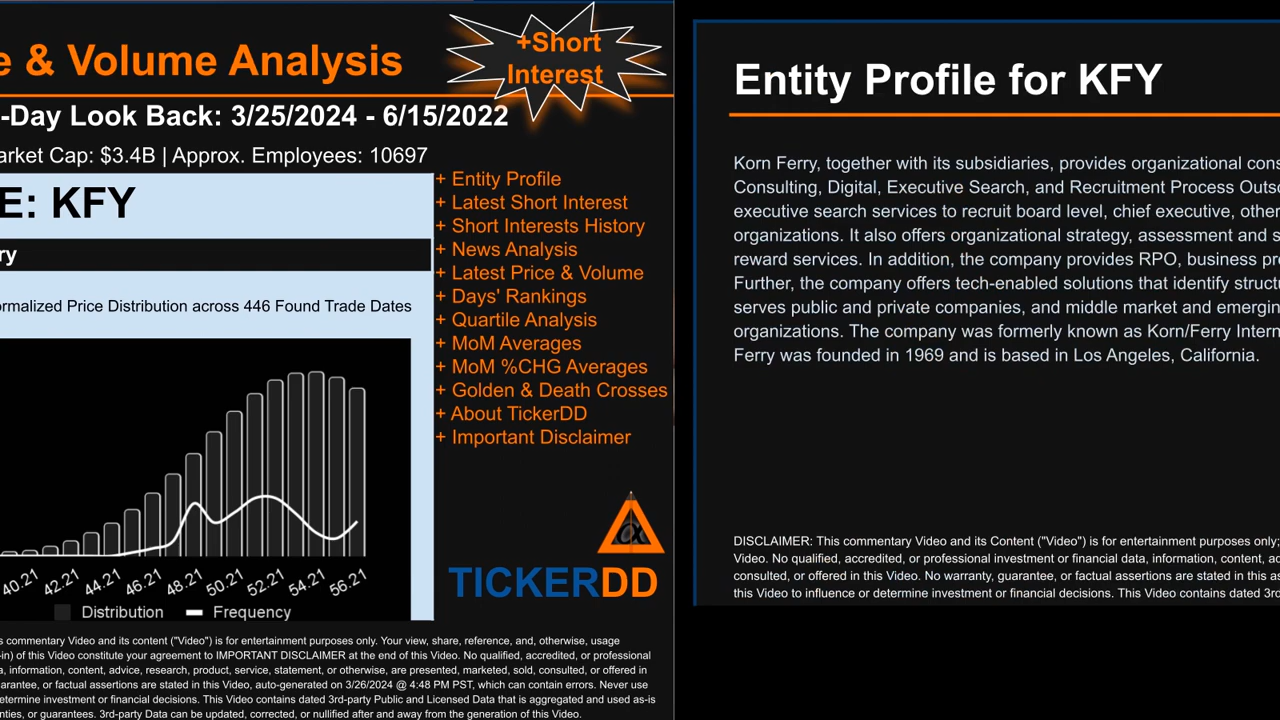 e & Volume Analysis
+Short
Interest
-Day Look Back: 3/25/2024 - 6/15/2022
arket Cap: $3.4B | Approx. Employees: 10697
E: KFY
ry
ormalized Price Distribution across 446 Found Trade Dates
40.21 42.21 44.21 46.21 48.21 50.21 52.21 54.21 56.21
Distribution Frequency
+ Entity Profile
+ Latest Short Interest
+ Short Interests History
+ News Analysis
+ Latest Price & Volume
+ Days' Rankings
+ Quartile Analysis
+ MoM Averages
+ MoM %CHG Averages
+ Golden & Death Crosses
+ About TickerDD
+ Important Disclaimer
TICKERDD
s commentary Video and its content ("Video") is for entertainment purposes only. Your view, share, reference, and, otherwise, usage
-in) of this Video constitute your agreement to IMPORTANT DISCLAIMER at the end of this Video. No qualified, accredited, or professional
a, information, content, advice, research, product, service, statement, or otherwise, are presented, marketed, sold, consulted, or offered in
arantee, or factual assertions are stated in this Video, auto-generated on 3/26/2024 @ 4:48 PM PST, which can contain errors. Never use
etermine investment or financial decisions. This Video contains dated 3rd-party Public and Licensed Data that is aggregated and used as-is
nties, or guarantees. 3rd-party Data can be updated, corrected, or nullified after and away from the generation of this Video.
Entity Profile for KFY
Korn Ferry, together with its subsidiaries, provides organizational cons
Consulting, Digital, Executive Search, and Recruitment Process Outso
executive search services to recruit board level, chief executive, other
organizations. It also offers organizational strategy, assessment and s
reward services. In addition, the company provides RPO, business pro
Further, the company offers tech-enabled solutions that identify structu
serves public and private companies, and middle market and emergin
organizations. The company was formerly known as Korn/Ferry Intern
Ferry was founded in 1969 and is based in Los Angeles, California.
DISCLAIMER: This commentary Video and its Content ("Video") is for entertainment purposes only;
Video. No qualified, accredited, or professional investment or financial data, information, content, ad
consulted, or offered in this Video. No warranty, guarantee, or factual assertions are stated in this as
this Video to influence or determine investment or financial decisions. This Video contains dated 3rd